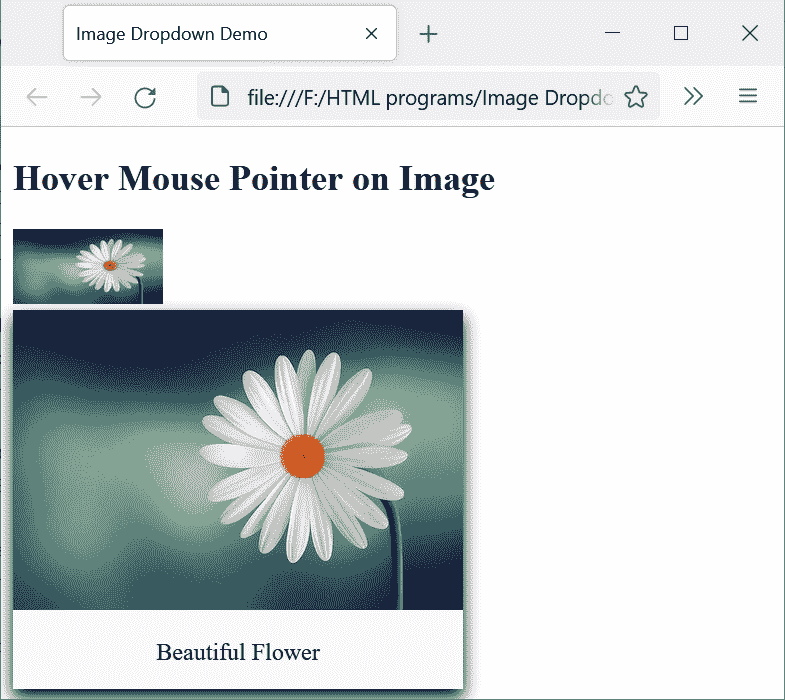 Image Dropdown Demo
file:///F:/HTML programs/Image Dropdo
Hover Mouse Pointer on Image
Beautiful Flower